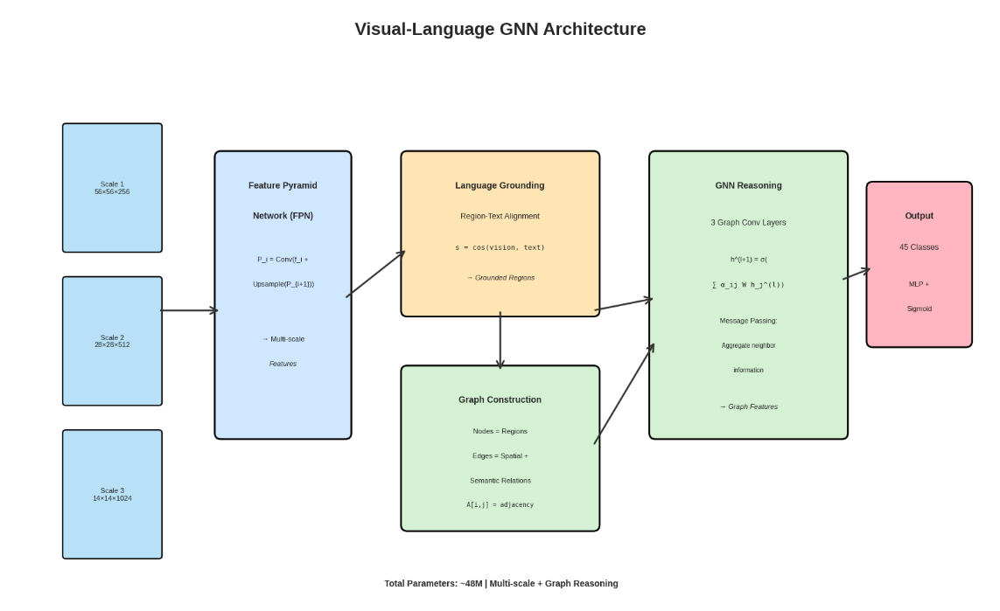 Visual-Language GNN Architecture
Scale 1
56×56×256
Scale 2
28×28×512
Scale 3
14×14×1024
Feature Pyramid
Network (FPN)
P_i = Conv(f_i +
Upsample(P_{i+1}))
→ Multi-scale
Features
Language Grounding
Region-Text Alignment
s = cos(vision, text)
→ Grounded Regions
Graph Construction
Nodes = Regions
Edges = Spatial +
Semantic Relations
A[i,j] = adjacency
GNN Reasoning
3 Graph Conv Layers
h^(l+1) = σ(
∑ α_ij W h_j^(l))
Message Passing:
Aggregate neighbor
information
→ Graph Features
Output
45 Classes
MLP +
Sigmoid
Total Parameters: ~48M | Multi-scale + Graph Reasoning